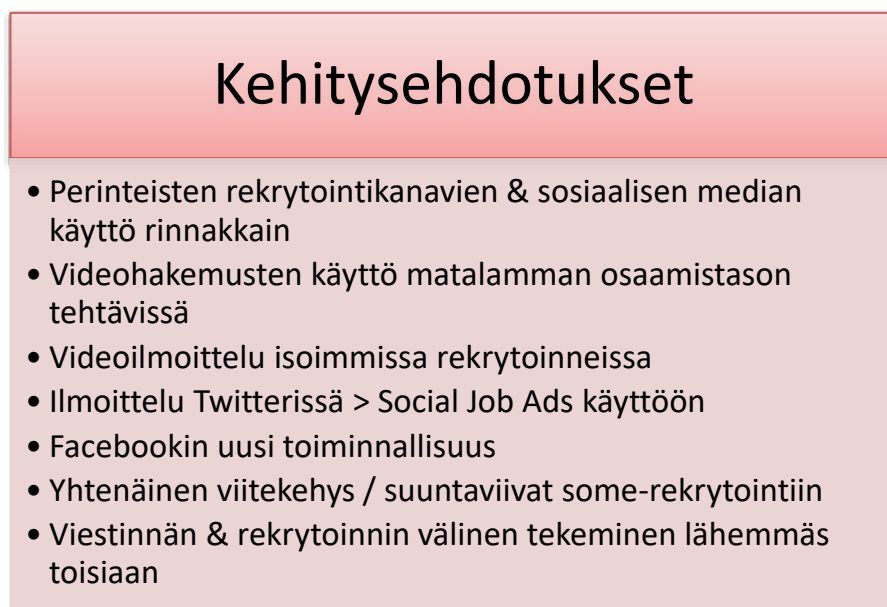 Kehitysehdotukset
• Perinteisten rekrytointikanavien & sosiaalisen median
käyttö rinnakkain
• Videohakemusten käyttö matalamman osaamistason
tehtävissä
• Videoilmoittelu isoimmissa rekrytoinneissa
• Ilmoittelu Twitterissä > Social Job Ads käyttöön
• Facebookin uusi toiminnallisuus
• Yhtenäinen viitekehys / suuntaviivat some-rekrytointiin
• Viestinnän & rekrytoinnin välinen tekeminen lähemmäs
toisiaan